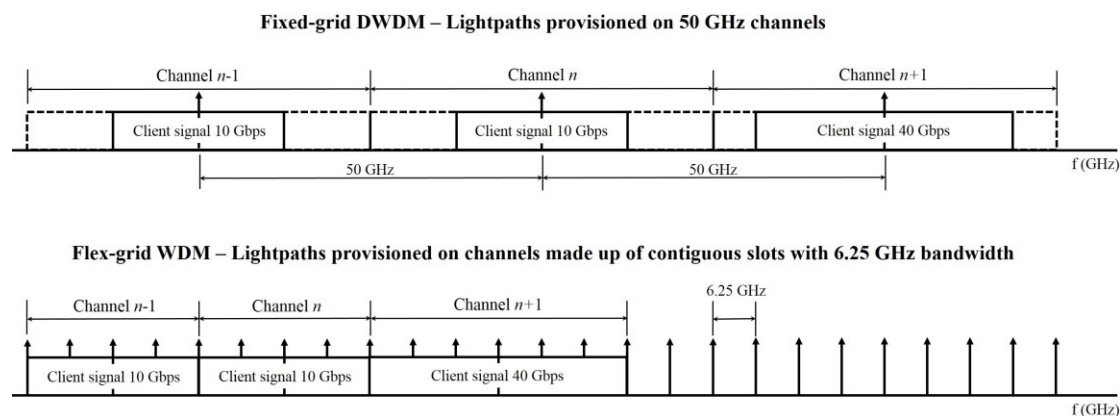 Fixed-grid DWDM – Lightpaths provisioned on 50 GHz channels
Channel n-1
Channel n
Channel n+1
Client signal 10 Gbps
Client signal 10 Gbps
Client signal 40 Gbps
50 GHz
50 GHz
f (GHz)
Flex-grid WDM – Lightpaths provisioned on channels made up of contiguous slots with 6.25 GHz bandwidth
Channel n-1
Channel n
Channel n+1
6.25 GHz
Client signal 10 Gbps
Client signal 10 Gbps
Client signal 40 Gbps
f (GHz)